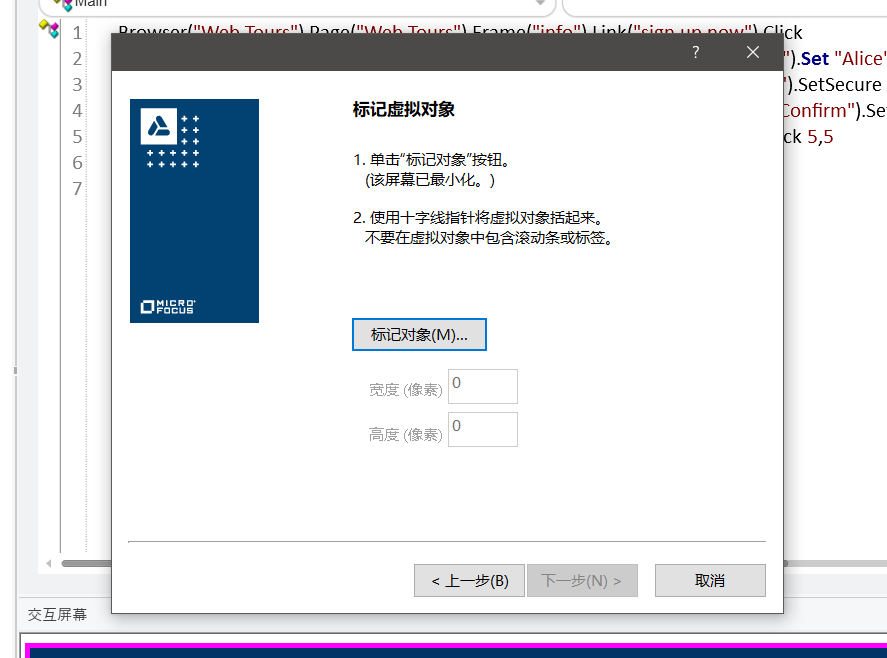 Main
1 Browser("Web Tours").Page("Web Tours").Frame("info").Link("sign up now").Click
2 ").Set "Alice"
3 ").SetSecure
4 Confirm").Se
5 ck 5,5
6
7
?
标记虚拟对象
1. 单击“标记对象”按钮。
(该屏幕已最小化。)
2. 使用十字线指针将虚拟对象括起来。
不要在虚拟对象中包含滚动条或标签。
MICRO
FOCUS
标记对象(M)...
宽度 (像素) 0
高度 (像素) 0
< 上一步(B) 下一步(N) > 取消
交互屏幕